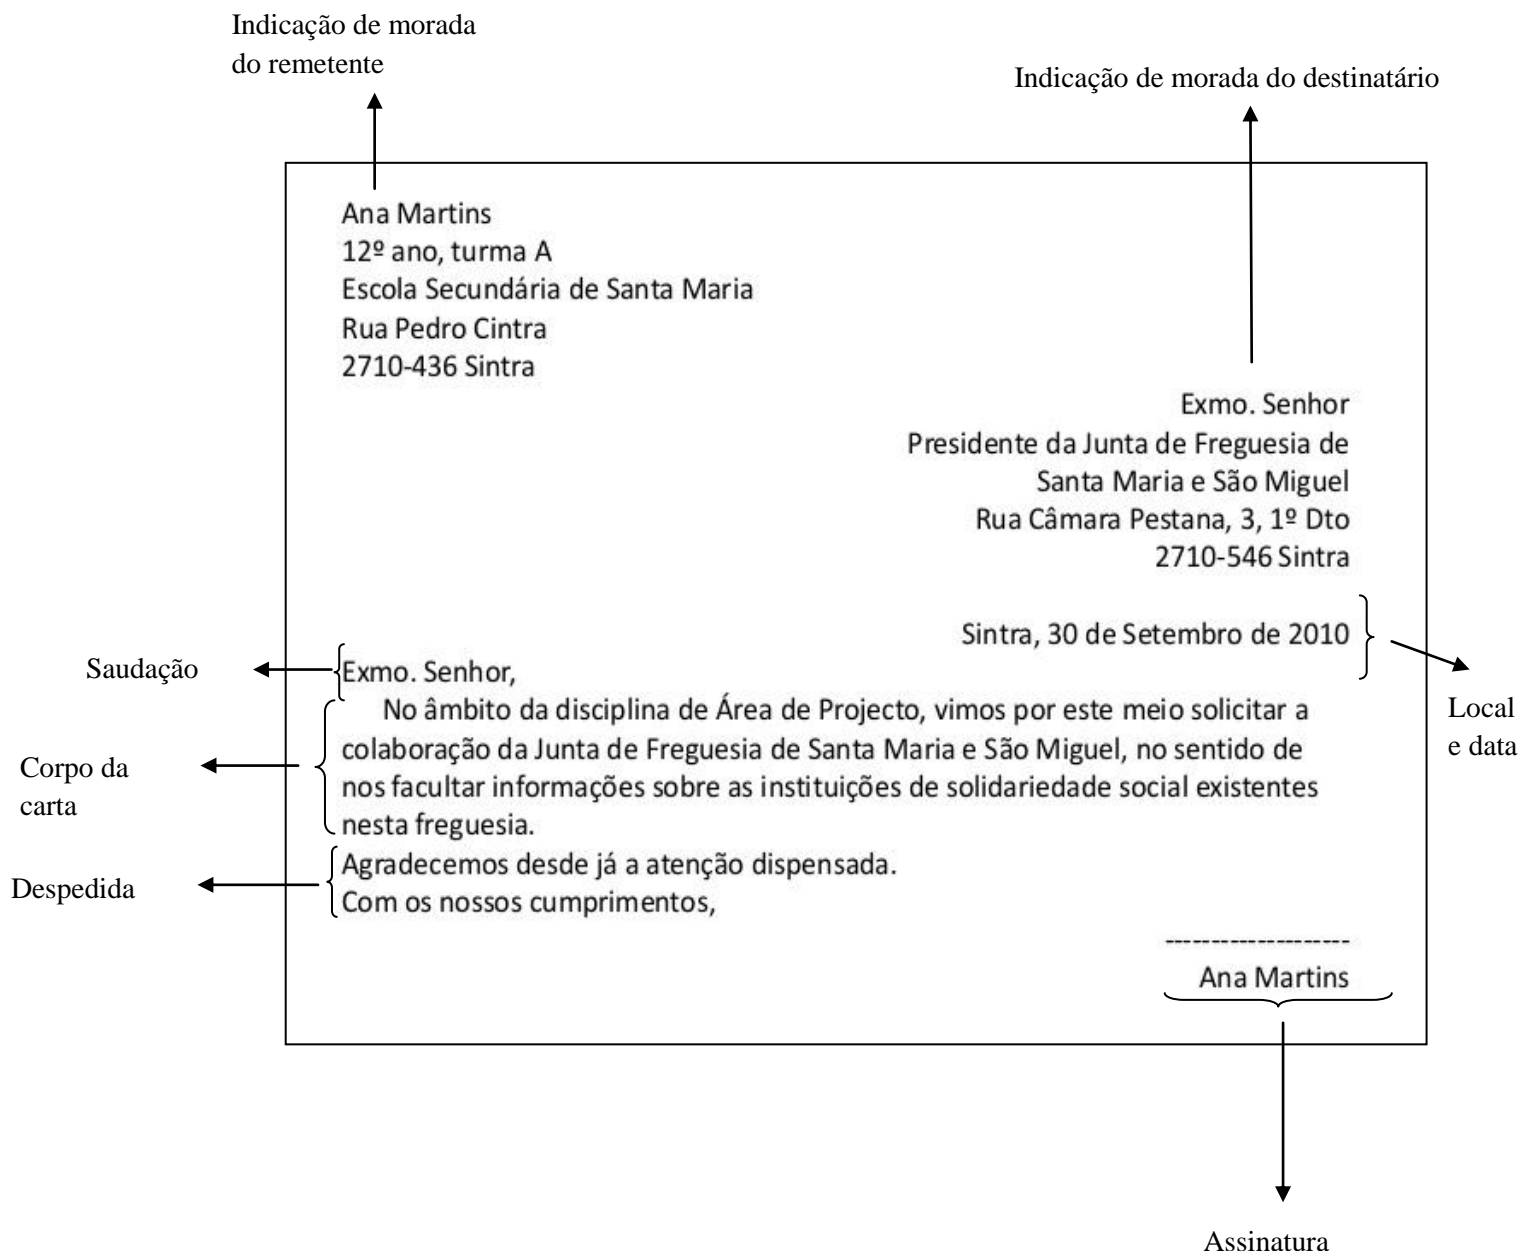 Indicação de morada
do remetente
Indicação de morada do destinatário
Ana Martins
12º ano, turma A
Escola Secundária de Santa Maria
Rua Pedro Cintra
2710-436 Sintra
Exmo. Senhor
Presidente da Junta de Freguesia de
Santa Maria e São Miguel
Rua Câmara Pestana, 3, 1º Dto
2710-546 Sintra
Sintra, 30 de Setembro de 2010
Local
e data
Saudação
Exmo. Senhor,
Corpo da
carta
No âmbito da disciplina de Área de Projecto, vimos por este meio solicitar a
colaboração da Junta de Freguesia de Santa Maria e São Miguel, no sentido de
nos facultar informações sobre as instituições de solidariedade social existentes
nesta freguesia.
Despedida
Agradecemos desde já a atenção dispensada.
Com os nossos cumprimentos,
--------------------
Ana Martins
Assinatura